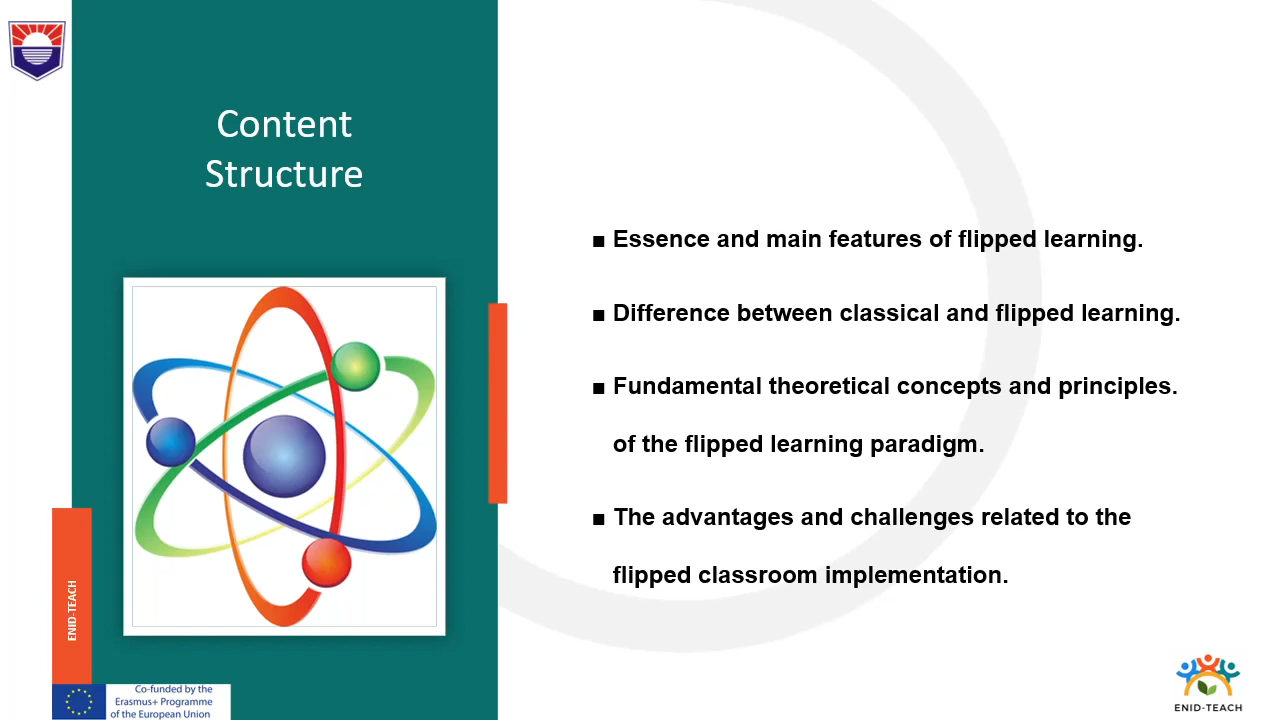 Content
Structure
■ Essence and main features of flipped learning.
■ Difference between classical and flipped learning.
■ Fundamental theoretical concepts and principles.
of the flipped learning paradigm.
■ The advantages and challenges related to the
flipped classroom implementation.
ENID-TEACH
Co-funded by the
Erasmus+ Programme
of the European Union
ENID-TEACH